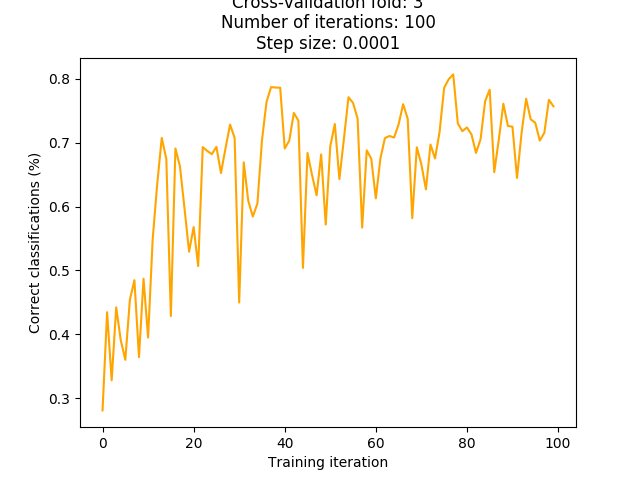 Cross-validation fold: 3
Number of iterations: 100
Step size: 0.0001
0.8
0.7
0.6
0.5
0.4
0.3
Correct classifications (%)
0 20 40 60 80 100
Training iteration